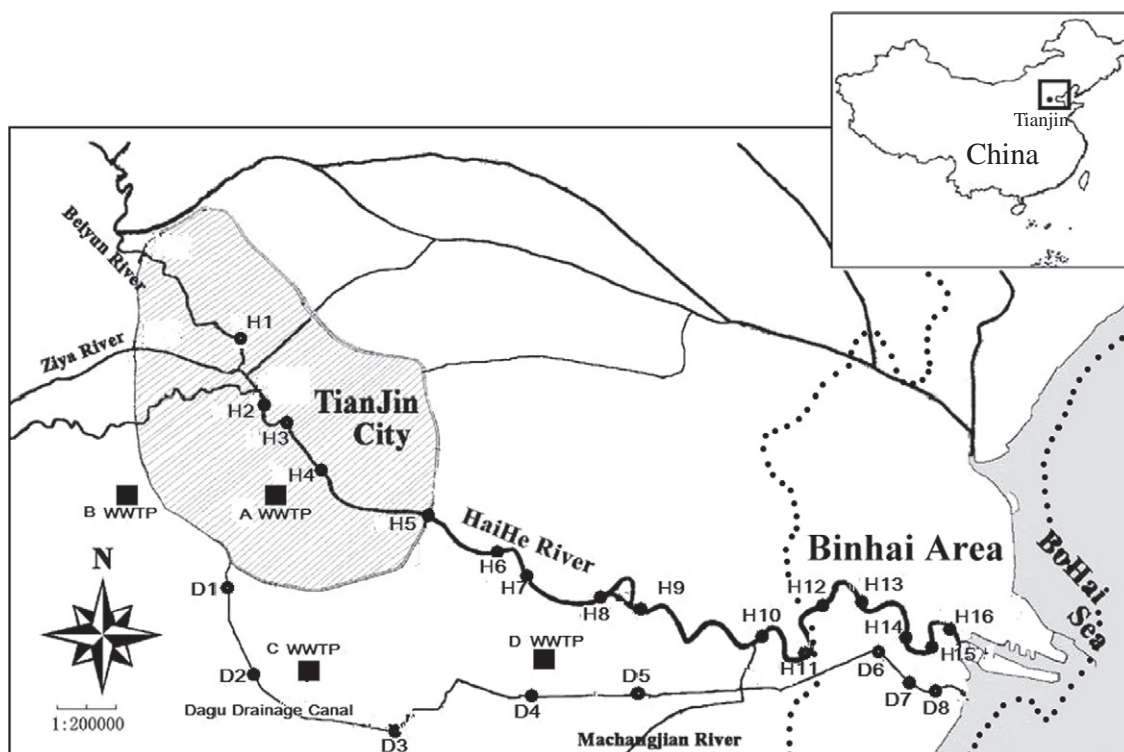 Tianjin
China
Beiyun River
Ziya River
H1
H2
H3
TianJin
City
H4
B WWTP
A WWTP
H5
HaiHe River
H6
H7
H8
H9
H10
H11
H12
H13
H14
H15
H16
Binhai Area
BoHai Sea
N
1:200000
D1
D2
C WWTP
D WWTP
Dagu Drainage Canal
D3
D4
D5
D6
D7
D8
Machangjian River